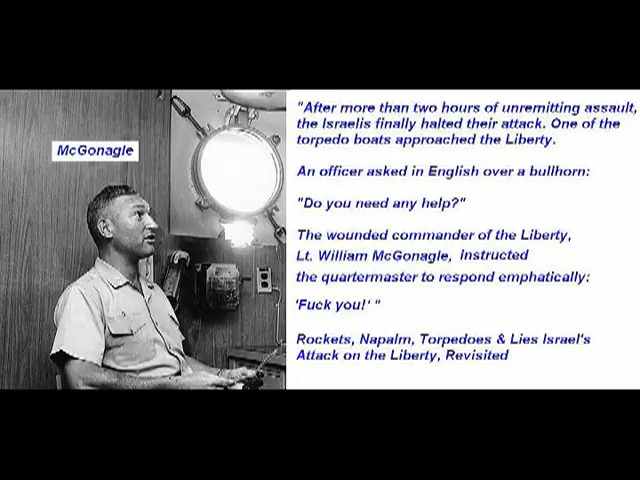 McGonagle
"After more than two hours of unremitting assault,
the Israelis finally halted their attack. One of the
torpedo boats approached the Liberty.
An officer asked in English over a bullhorn:
"Do you need any help?"
The wounded commander of the Liberty,
Lt. William McGonagle, instructed
the quartermaster to respond emphatically:
'Fuck you!' "
Rockets, Napalm, Torpedoes & Lies Israel's
Attack on the Liberty, Revisited